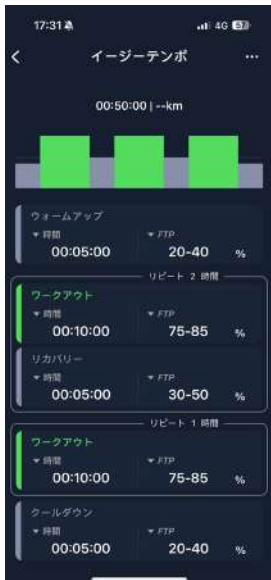 17:31 4G 57
イージーテンポ
00:50:00 | --km
ウォームアップ
時間 FTP
00:05:00 20-40 %
リピート 2 時間
ワークアウト
時間 FTP
00:10:00 75-85 %
リカバリー
時間 FTP
00:05:00 30-50 %
リピート 1 時間
ワークアウト
時間 FTP
00:10:00 75-85 %
クールダウン
時間 FTP
00:05:00 20-40 %